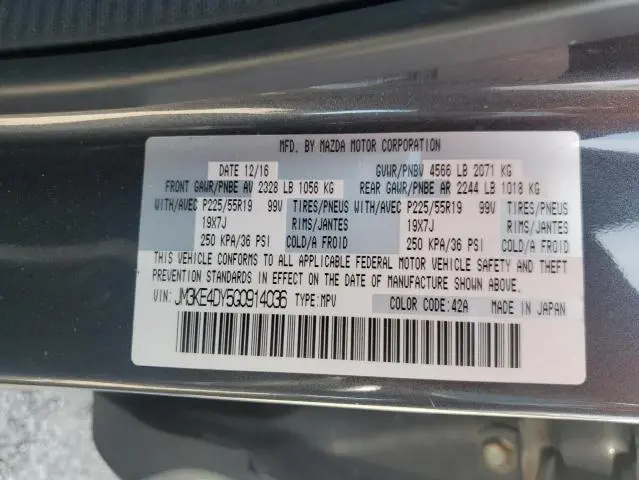 MFD. BY MAZDA MOTOR CORPORATION
DATE 12/16 GVWR/PNBV 4566 LB 2071 KG
FRONT GAWR/PNBE AV 2328 LB 1056 KG REAR GAWR/PNBE AR 2244 LB 1018 KG
WITH/AVEC P225/55R19 99V TIRES/PNEUS WITH/AVEC P225/55R19 99V TIRES/PNEUS
19X7J RIMS/JANTES 19X7J RIMS/JANTES
250 KPA/36 PSI COLD/A FROID 250 KPA/36 PSI COLD/A FROID
THIS VEHICLE CONFORMS TO ALL APPLICABLE FEDERAL MOTOR VEHICLE SAFETY AND THEFT
PREVENTION STANDARDS IN EFFECT ON THE DATE OF MANUFACTURE SHOWN ABOVE.
VIN: JM3KE4DY5G0914036 TYPE: MPV COLOR CODE: 42A MADE IN JAPAN